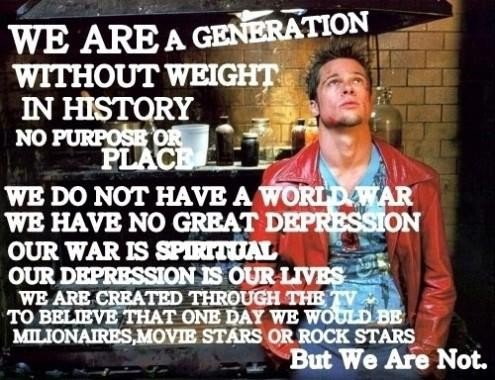 WE ARE A GENERATION
WITHOUT WEIGHT
IN HISTORY
NO PURPOSE OR
PLACE
WE DO NOT HAVE A WORLD WAR
WE HAVE NO GREAT DEPRESSION
OUR WAR IS SPIRITUAL
OUR DEPRESSION IS OUR LIVES
WE ARE CREATED THROUGH THE TV
TO BELIEVE THAT ONE DAY WE WOULD BE
MILIONAIRES,MOVIE STARS OR ROCK STARS
But We Are Not.